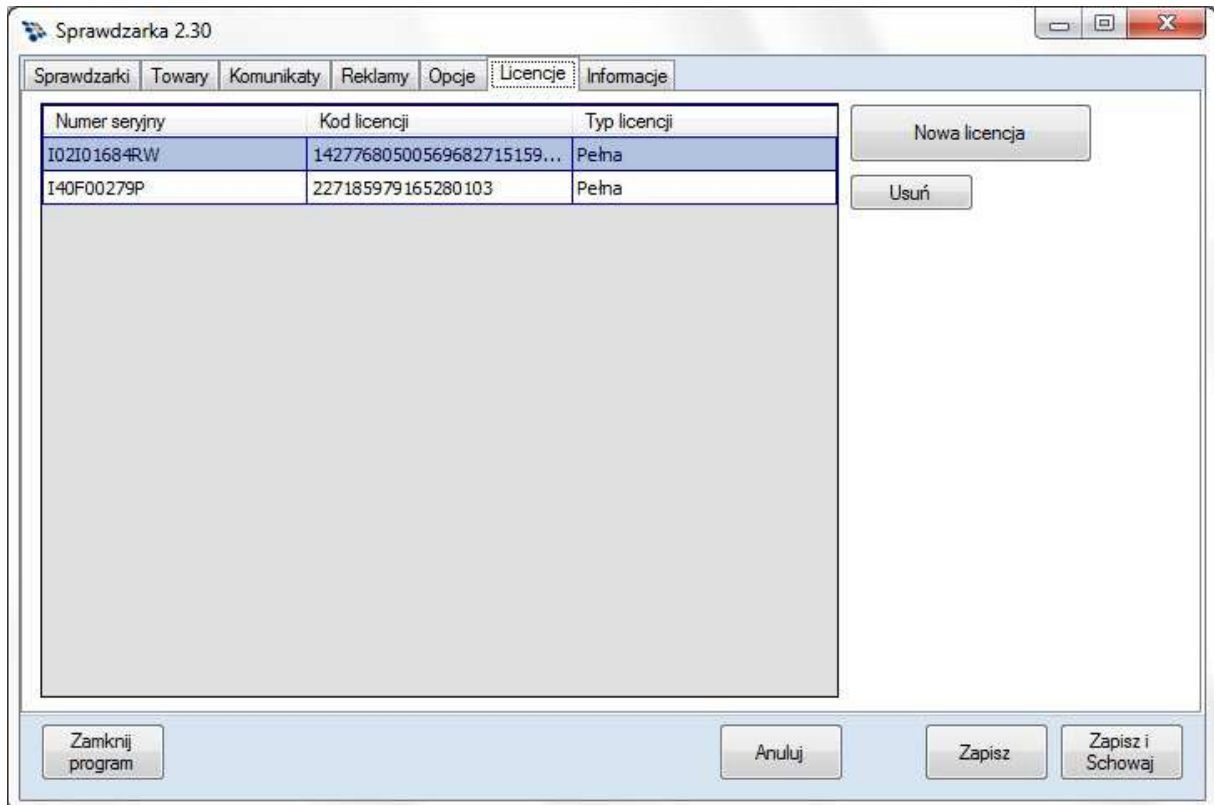 Sprawdzarka 2.30
Sprawdzarki Towary Komunikaty Reklamy Opcje Licencje Informacje
Numer seryjny Kod licencji Typ licencji
I02I01684RW 14277680500569682715159... Pełna
I40F00279P 227185979165280103 Pełna
Nowa licencja
Usuń
Zamknij
program
Anuluj
Zapisz
Zapisz i
Schowaj